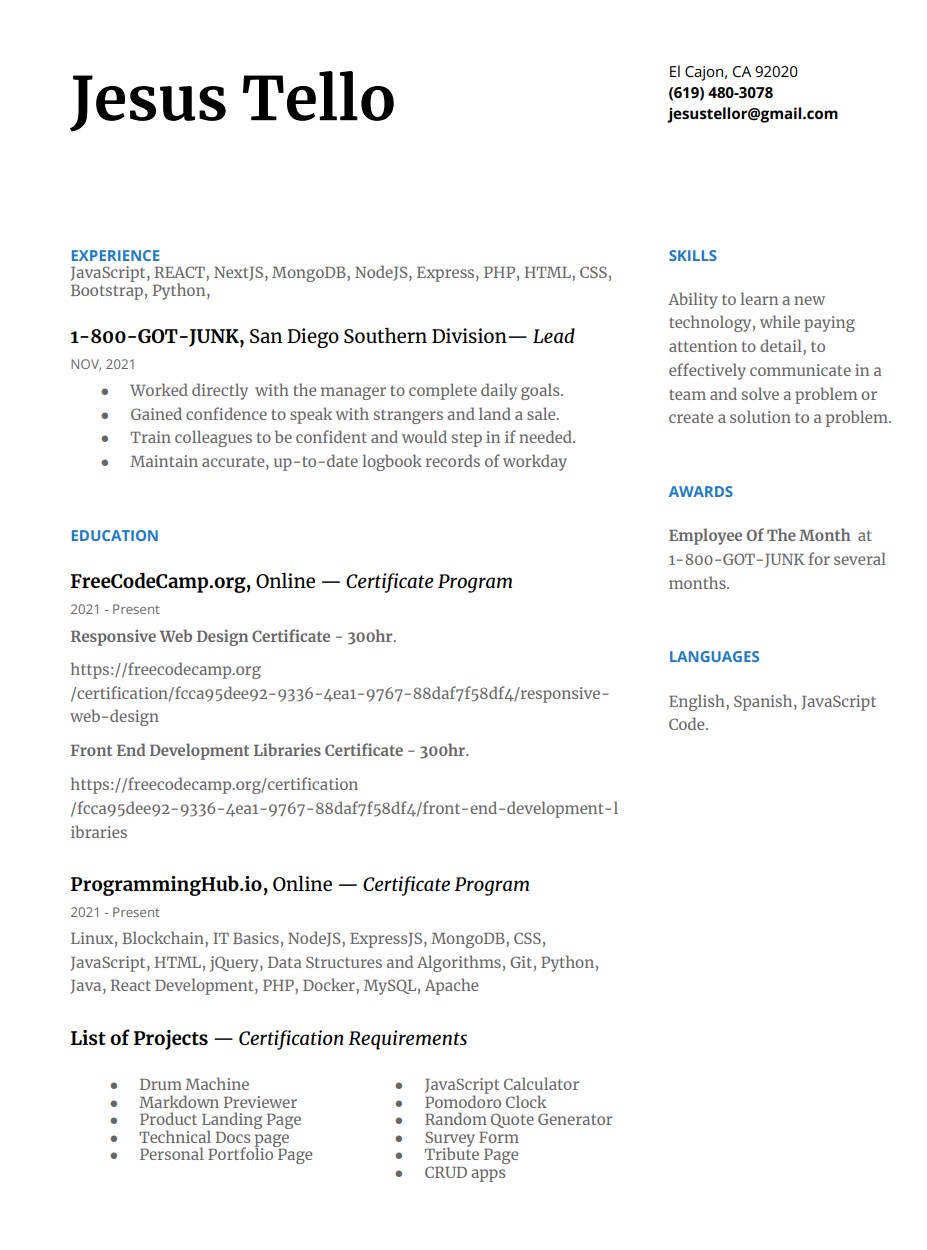 Jesus Tello
El Cajon, CA 92020
(619) 480-3078
jesustellor@gmail.com
EXPERIENCE
JavaScript, REACT, NextJS, MongoDB, NodeJS, Express, PHP, HTML, CSS,
Bootstrap, Python,
1-800-GOT-JUNK, San Diego Southern Division— Lead
NOV, 2021
● Worked directly with the manager to complete daily goals.
● Gained confidence to speak with strangers and land a sale.
● Train colleagues to be confident and would step in if needed.
● Maintain accurate, up-to-date logbook records of workday
EDUCATION
FreeCodeCamp.org, Online — Certificate Program
2021 - Present
Responsive Web Design Certificate - 300hr.
https://freecodecamp.org
/certification/fcca95dee92-9336-4ea1-9767-88daf7f58df4/responsive-
web-design
Front End Development Libraries Certificate - 300hr.
https://freecodecamp.org/certification
/fcca95dee92-9336-4ea1-9767-88daf7f58df4/front-end-development-l
ibraries
ProgrammingHub.io, Online — Certificate Program
2021 - Present
Linux, Blockchain, IT Basics, NodeJS, ExpressJS, MongoDB, CSS,
JavaScript, HTML, jQuery, Data Structures and Algorithms, Git, Python,
Java, React Development, PHP, Docker, MySQL, Apache
List of Projects — Certification Requirements
● Drum Machine
● Markdown Previewer
● Product Landing Page
● Technical Docs page
● Personal Portfolio Page
● JavaScript Calculator
● Pomodoro Clock
● Random Quote Generator
● Survey Form
● Tribute Page
● CRUD apps
SKILLS
Ability to learn a new
technology, while paying
attention to detail, to
effectively communicate in a
team and solve a problem or
create a solution to a problem.
AWARDS
Employee Of The Month at
1-800-GOT-JUNK for several
months.
LANGUAGES
English, Spanish, JavaScript
Code.